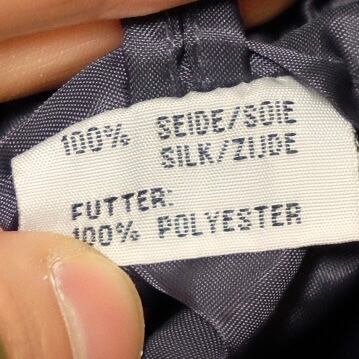 100% SEIDE/SOIE
SILK/ZIJDE
FUTTER:
100% POLYESTER